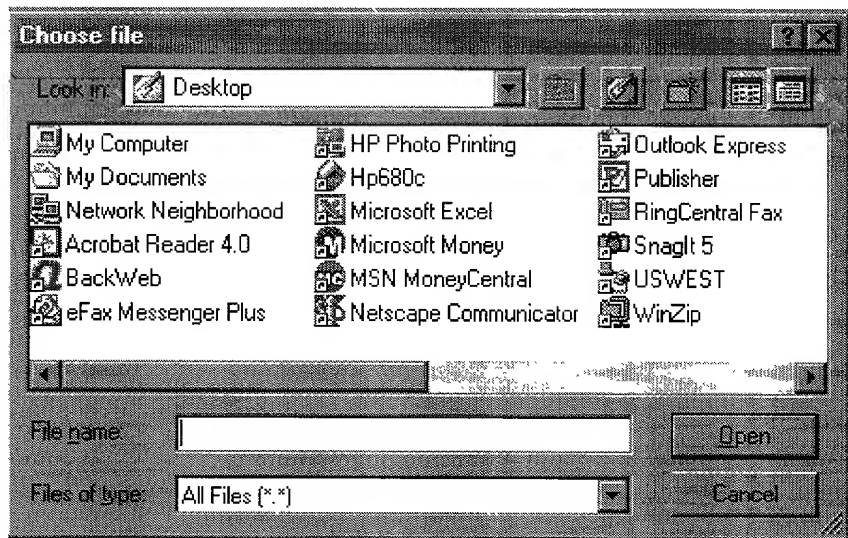 Choose file
Look in: Desktop
My Computer HP Photo Printing Outlook Express
My Documents Hp680c Publisher
Network Neighborhood Microsoft Excel RingCentral Fax
Acrobat Reader 4.0 Microsoft Money SnagIt 5
BackWeb MSN MoneyCentral USWEST
eFax Messenger Plus Netscape Communicator WinZip
File name: Open
Files of type: All Files (*.*) Cancel